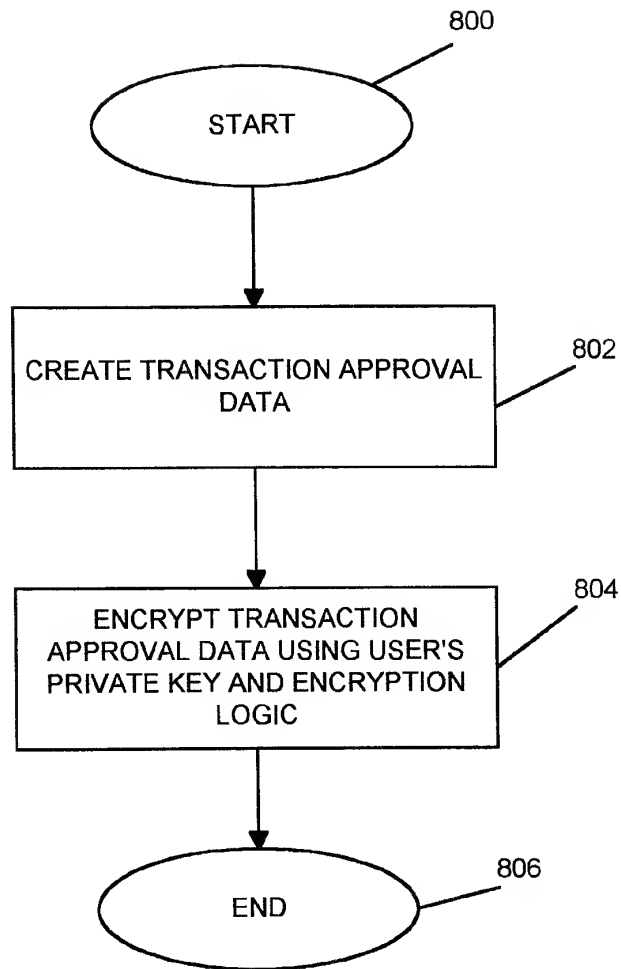 800
START
802
CREATE TRANSACTION APPROVAL
DATA
804
ENCRYPT TRANSACTION
APPROVAL DATA USING USER'S
PRIVATE KEY AND ENCRYPTION
LOGIC
806
END